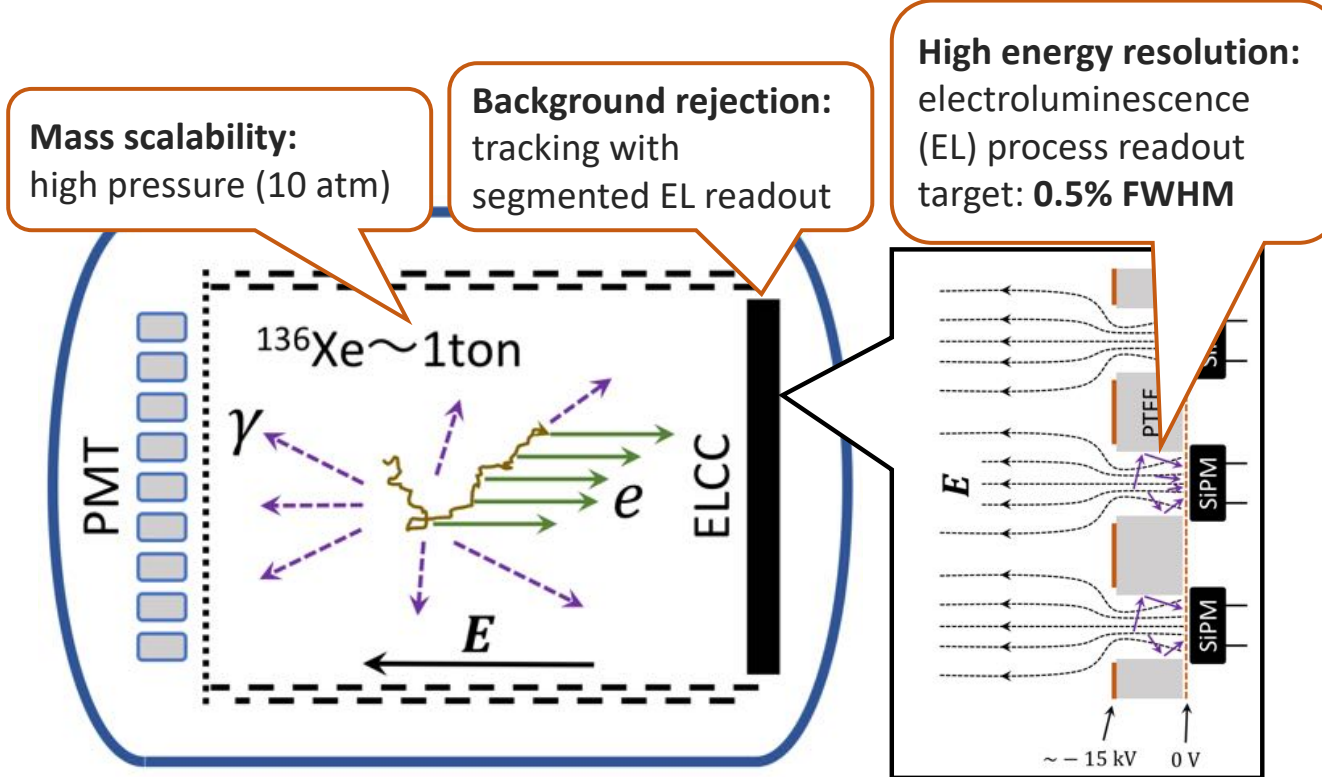 Mass scalability:
high pressure (10 atm)
Background rejection:
tracking with
segmented EL readout
High energy resolution:
electroluminescence
(EL) process readout
target: 0.5% FWHM
¹³⁶Xe～1ton
γ
PMT
e
ELCC
E
E
PTFE
SiPM
SiPM
~ − 15 kV
0 V